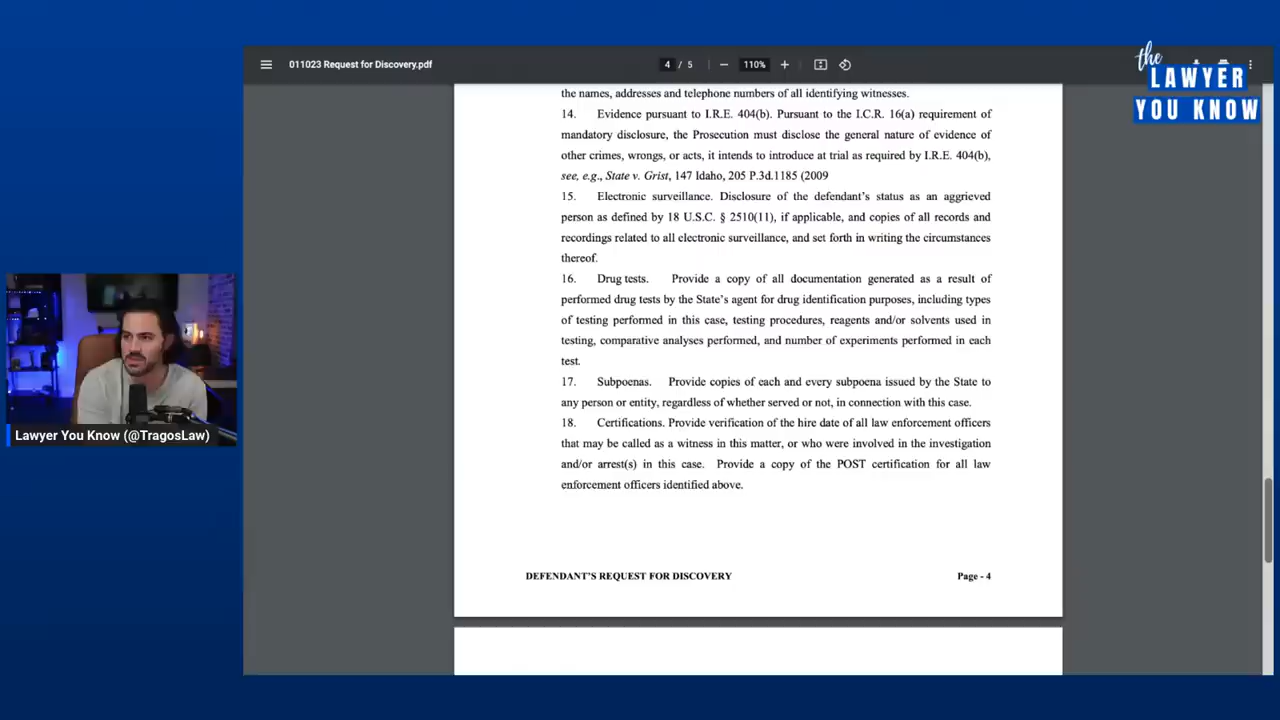 011023 Request for Discovery.pdf
4 / 5
110%
the
LAWYER
YOU KNOW
the names, addresses and telephone numbers of all identifying witnesses.
14. Evidence pursuant to I.R.E. 404(b). Pursuant to the I.C.R. 16(a) requirement of
mandatory disclosure, the Prosecution must disclose the general nature of evidence of
other crimes, wrongs, or acts, it intends to introduce at trial as required by I.R.E. 404(b),
see, e.g., State v. Grist, 147 Idaho, 205 P.3d.1185 (2009
15. Electronic surveillance. Disclosure of the defendant's status as an aggrieved
person as defined by 18 U.S.C. § 2510(11), if applicable, and copies of all records and
recordings related to all electronic surveillance, and set forth in writing the circumstances
thereof.
16. Drug tests. Provide a copy of all documentation generated as a result of
performed drug tests by the State's agent for drug identification purposes, including types
of testing performed in this case, testing procedures, reagents and/or solvents used in
testing, comparative analyses performed, and number of experiments performed in each
test.
17. Subpoenas. Provide copies of each and every subpoena issued by the State to
any person or entity, regardless of whether served or not, in connection with this case.
18. Certifications. Provide verification of the hire date of all law enforcement officers
that may be called as a witness in this matter, or who were involved in the investigation
and/or arrest(s) in this case. Provide a copy of the POST certification for all law
enforcement officers identified above.
DEFENDANT'S REQUEST FOR DISCOVERY Page - 4
Lawyer You Know (@TragosLaw)